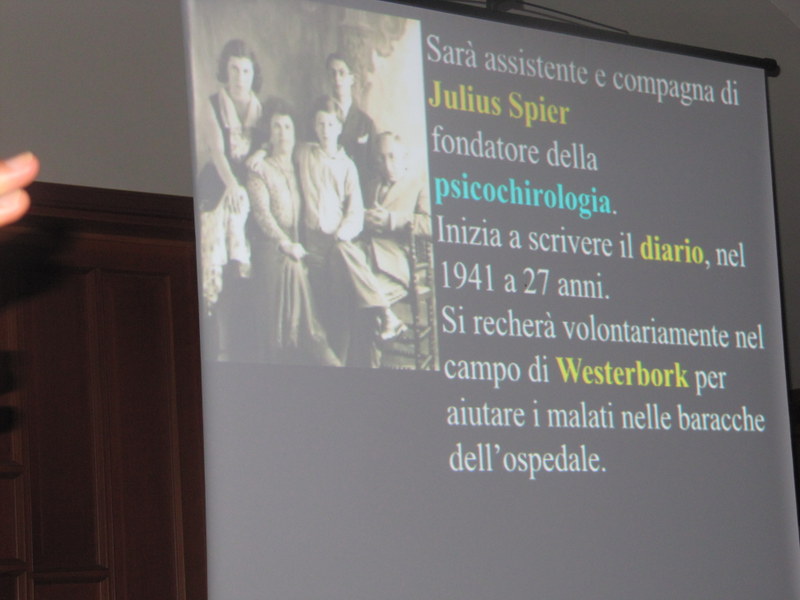 Sarà assistente e compagna di
Julius Spier
fondatore della
psicochirologia.
Inizia a scrivere il diario, nel
1941 a 27 anni.
Si recherà volontariamente nel
campo di Westerbork per
aiutare i malati nelle baracche
dell’ospedale.